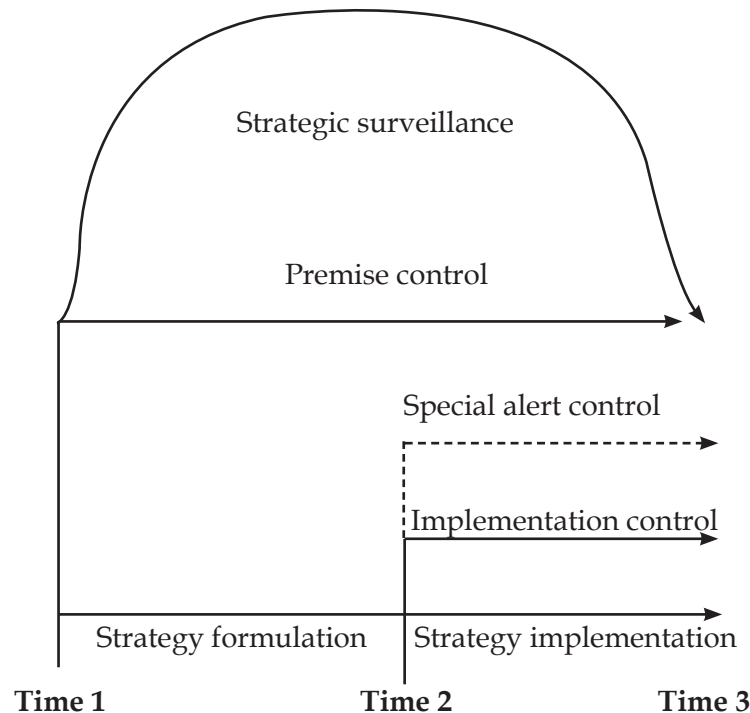 Strategic surveillance
Premise control
Special alert control
Implementation control
Strategy formulation Strategy implementation
Time 1 Time 2 Time 3